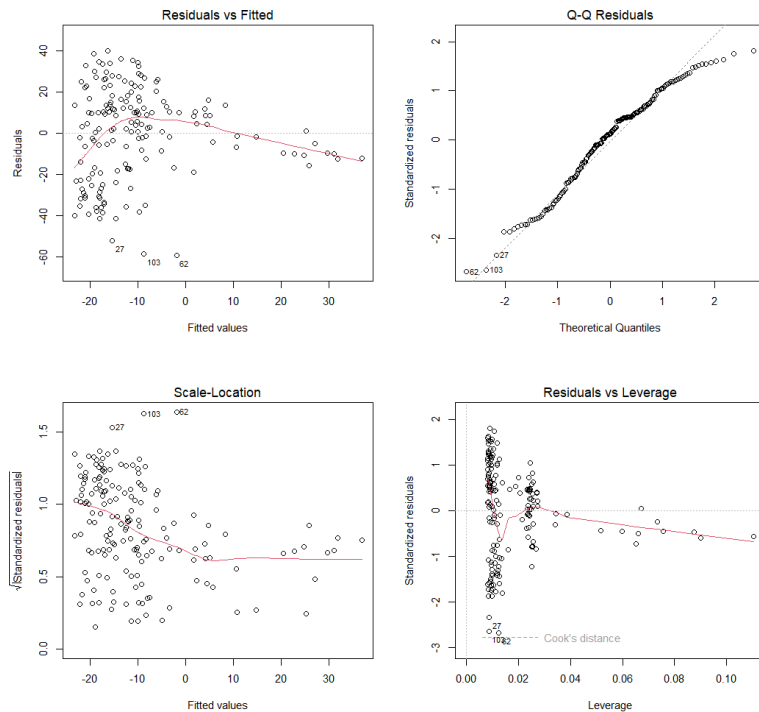 Residuals vs Fitted
Residuals
40
20
0
-20
-40
-60
27
103
62
-20 -10 0 10 20 30
Fitted values
Q-Q Residuals
Standardized residuals
2
1
0
-1
-2
27
62
103
-2 -1 0 1 2
Theoretical Quantiles
Scale-Location
√|Standardized residuals|
1.5
1.0
0.5
0.0
27
103
62
-20 -10 0 10 20 30
Fitted values
Residuals vs Leverage
Standardized residuals
2
1
0
-1
-2
-3
27
103
62
Cook's distance
0.00 0.02 0.04 0.06 0.08 0.10
Leverage